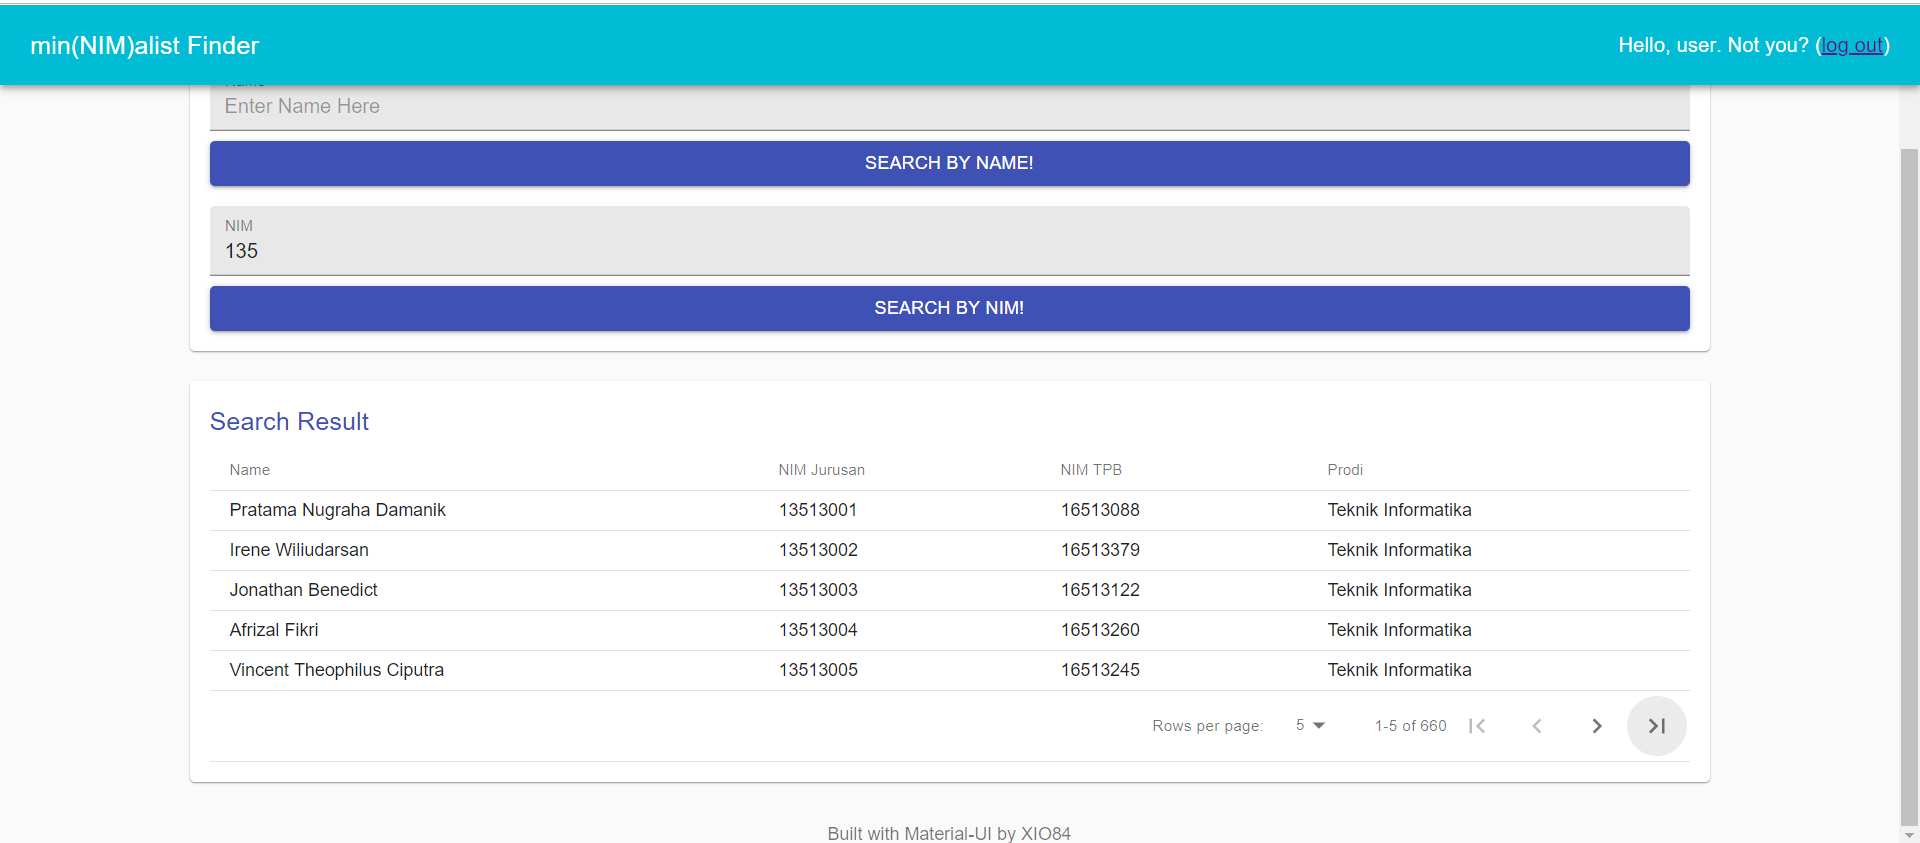 min(NIM)alist Finder
Hello, user. Not you? (log out)
Enter Name Here
SEARCH BY NAME!
NIM
135
SEARCH BY NIM!
Search Result
Name NIM Jurusan NIM TPB Prodi
Pratama Nugraha Damanik 13513001 16513088 Teknik Informatika
Irene Wiliudarsan 13513002 16513379 Teknik Informatika
Jonathan Benedict 13513003 16513122 Teknik Informatika
Afrizal Fikri 13513004 16513260 Teknik Informatika
Vincent Theophilus Ciputra 13513005 16513245 Teknik Informatika
Rows per page: 5 1-5 of 660
Built with Material-UI by XIO84